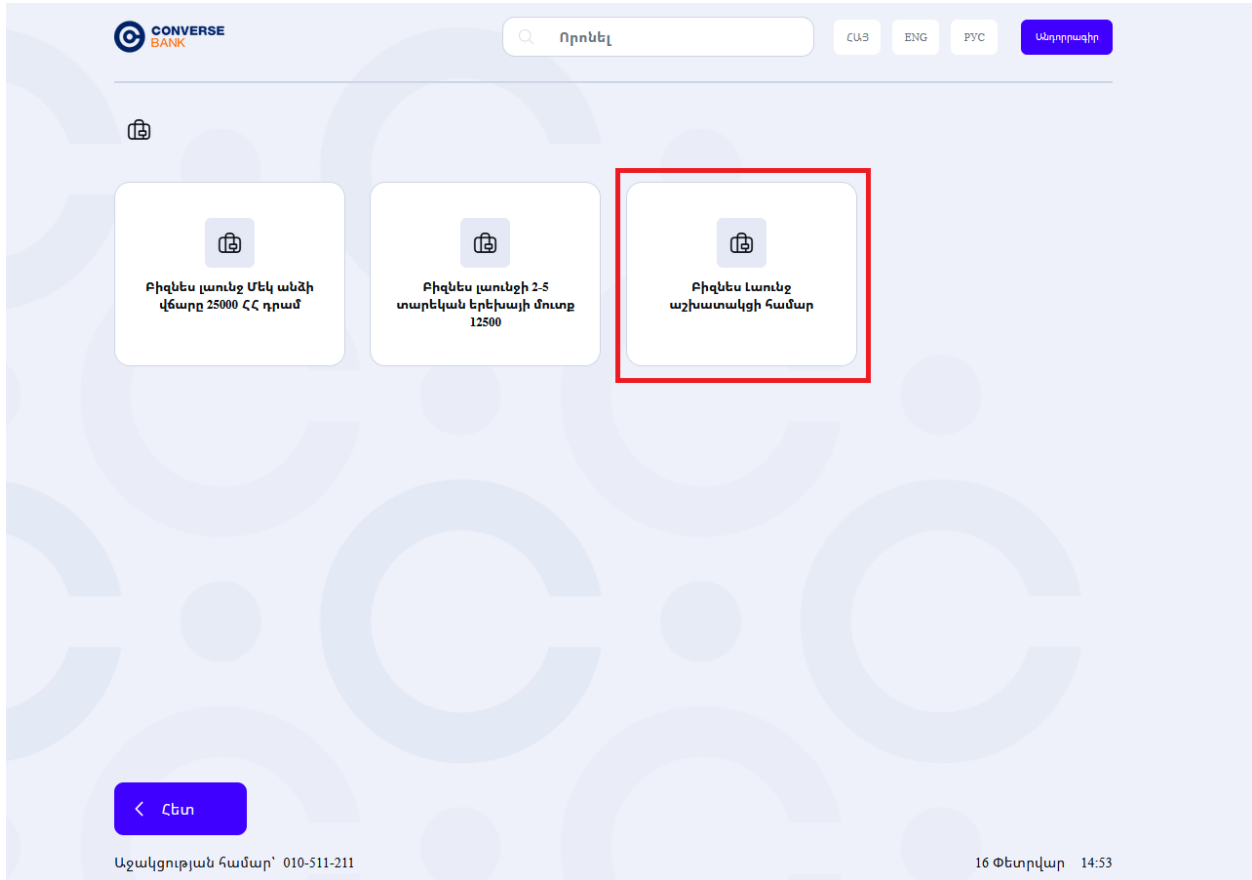 CONVERSE
BANK
Որոնել
ՀԱՅ
ENG
РУС
Անդորրագիր
Բիզնես լաունջ Մեկ անձի
վճարը 25000 ՀՀ դրամ
Բիզնես լաունջի 2-5
տարեկան երեխայի մուտք
12500
Բիզնես Լաունջ
աշխատակցի համար
Հետ
Աջակցության համար՝ 010-511-211
16 Փետրվար 14:53